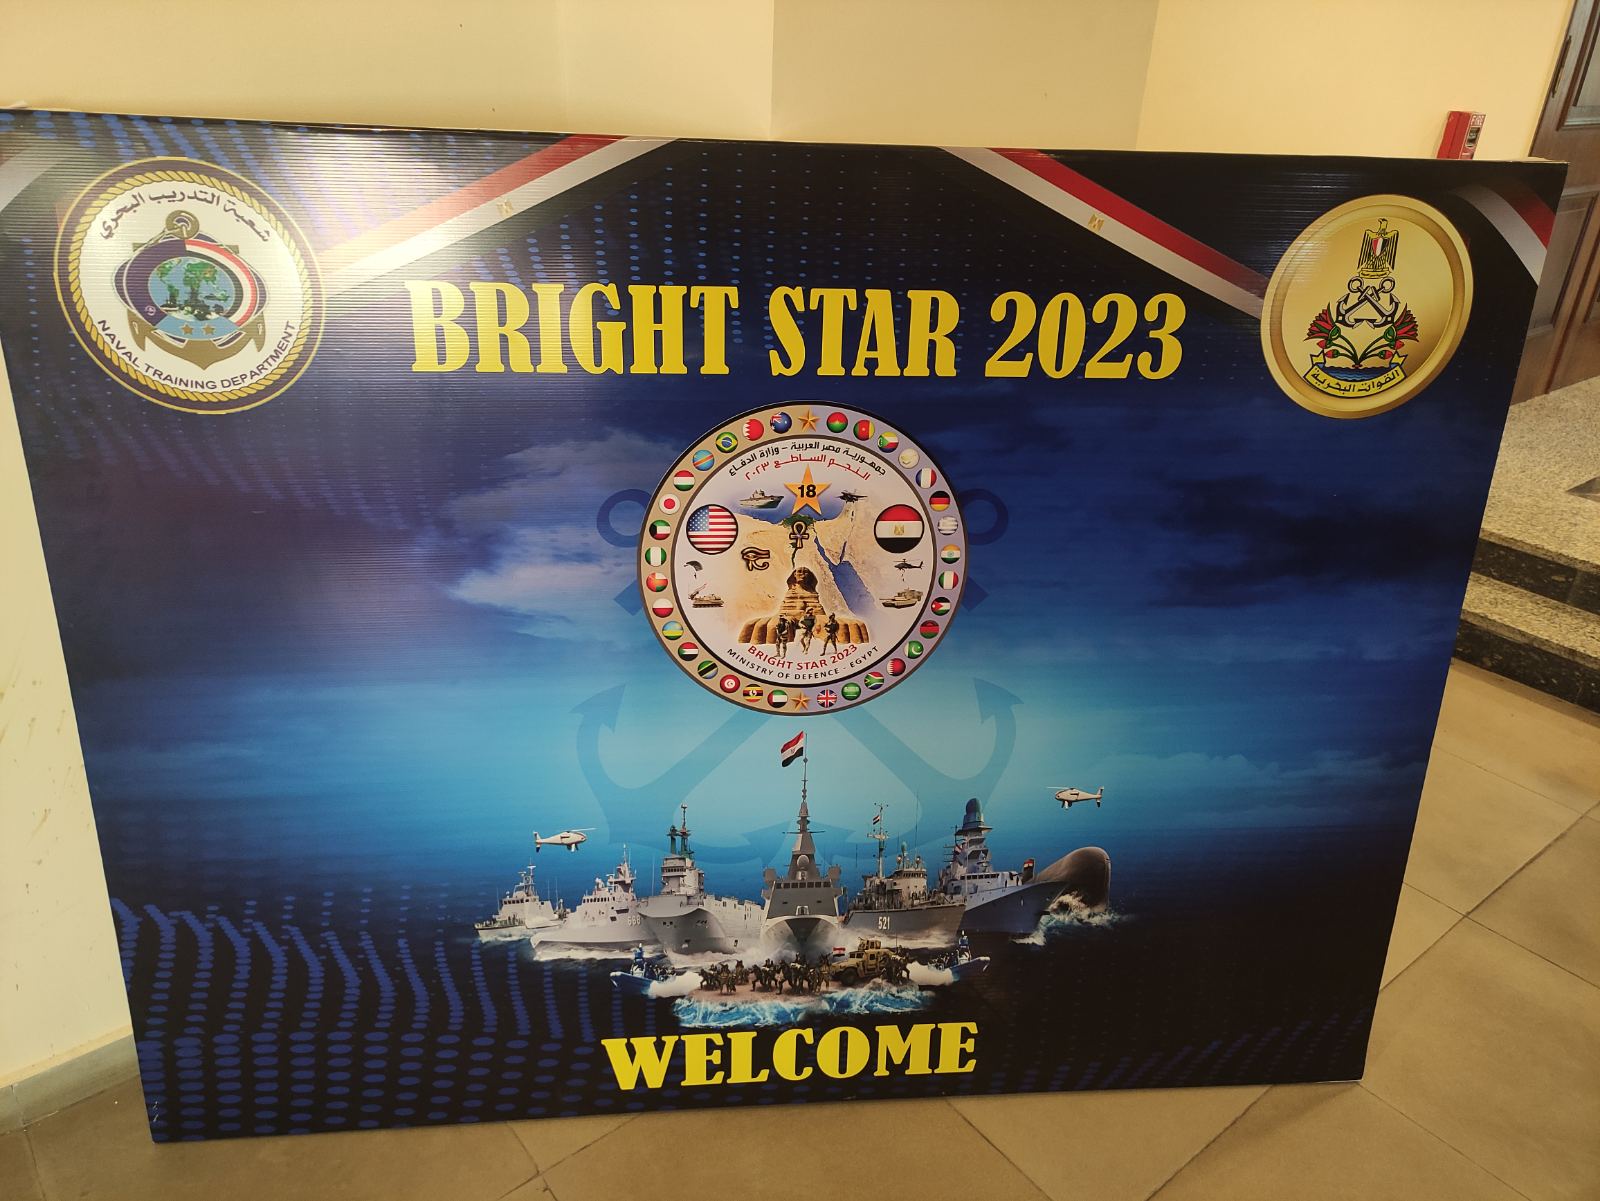 شعبة التدريب البحري
NAVAL TRAINING DEPARTMENT
BRIGHT STAR 2023
القوات البحرية
جمهورية مصر العربية - وزارة الدفاع
النجم الساطع ٢٠٢٣
18
BRIGHT STAR 2023
MINISTRY OF DEFENCE - EGYPT
521
WELCOME
FIRE